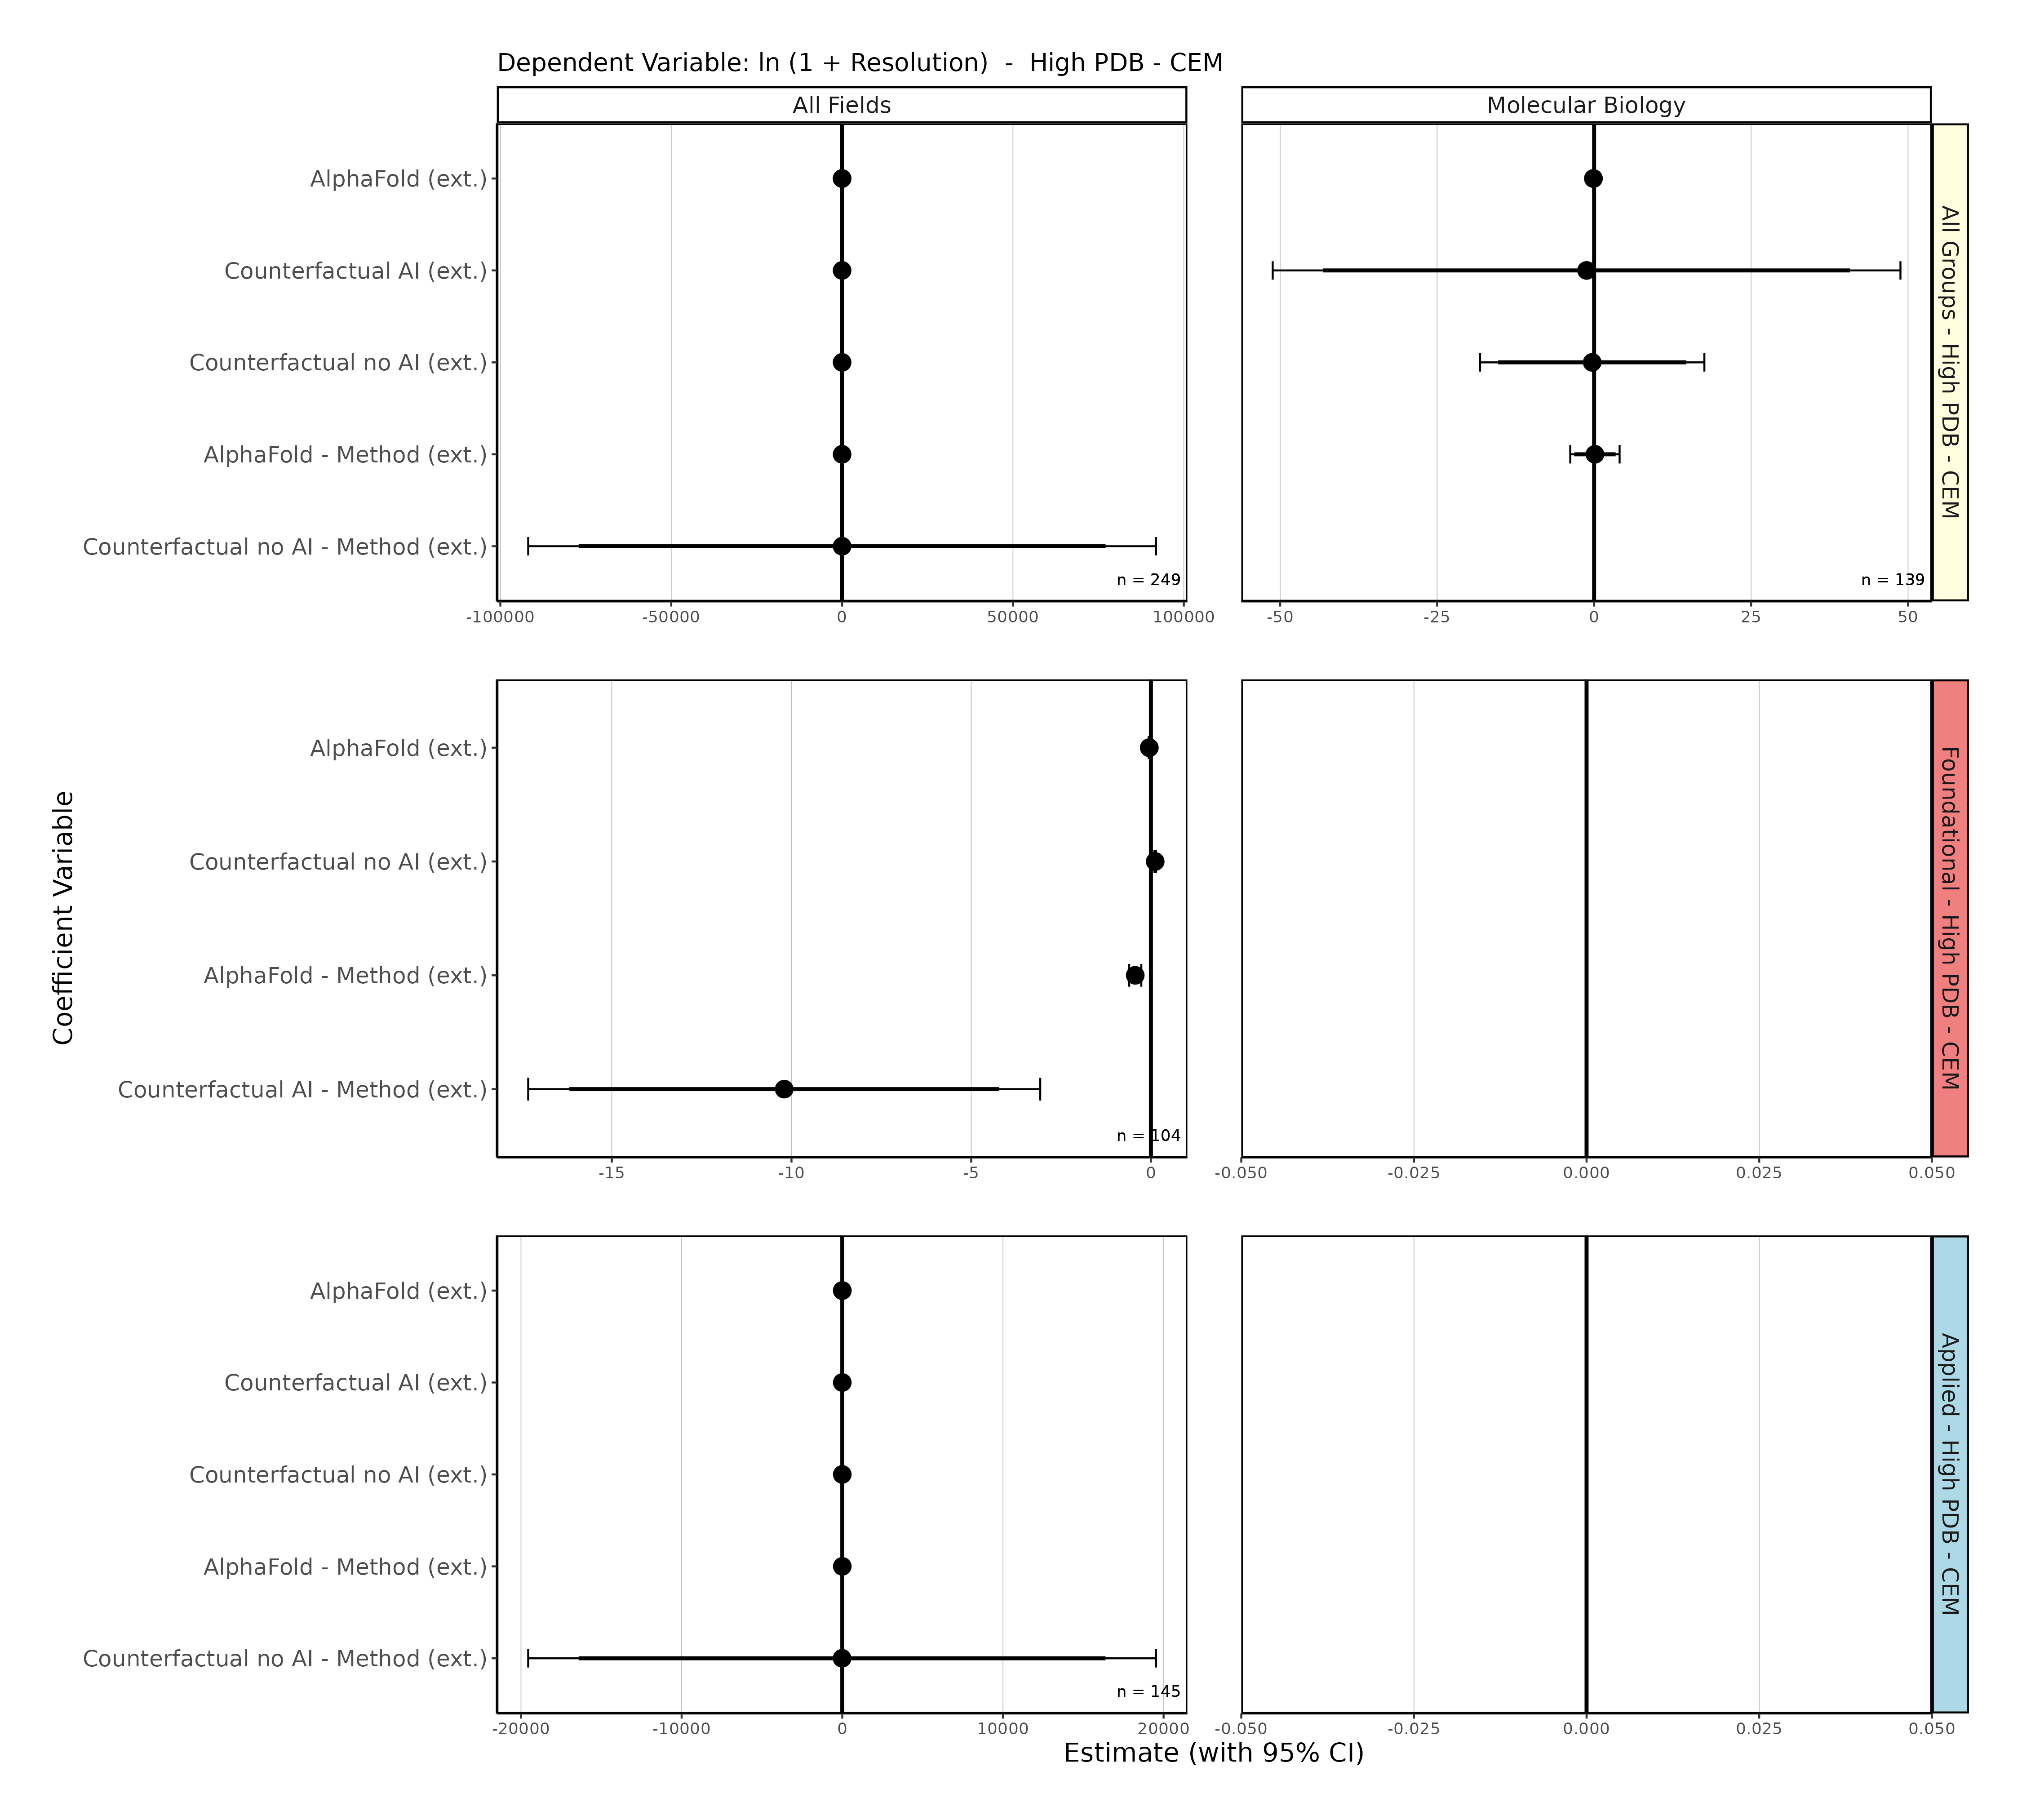 Dependent Variable: ln (1 + Resolution)  -  High PDB - CEM
All Fields
Molecular Biology
AlphaFold (ext.)
Counterfactual AI (ext.)
Counterfactual no AI (ext.)
AlphaFold - Method (ext.)
Counterfactual no AI - Method (ext.)
n = 249
n = 139
-100000 -50000 0 50000 100000
-50 -25 0 25 50
All Groups - High PDB - CEM
Coefficient Variable
AlphaFold (ext.)
Counterfactual no AI (ext.)
AlphaFold - Method (ext.)
Counterfactual AI - Method (ext.)
n = 104
-15 -10 -5 0
-0.050 -0.025 0.000 0.025 0.050
Foundational - High PDB - CEM
AlphaFold (ext.)
Counterfactual AI (ext.)
Counterfactual no AI (ext.)
AlphaFold - Method (ext.)
Counterfactual no AI - Method (ext.)
n = 145
-20000 -10000 0 10000 20000
-0.050 -0.025 0.000 0.025 0.050
Applied - High PDB - CEM
Estimate (with 95% CI)